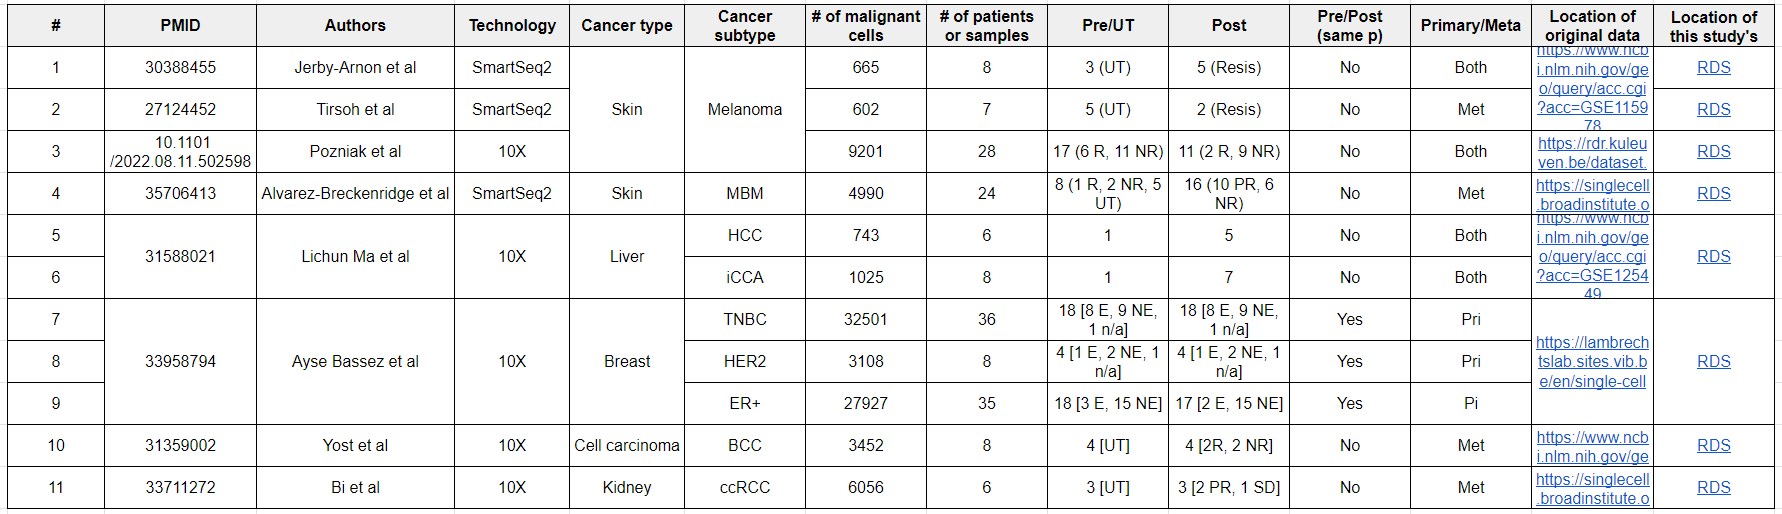 # PMID Authors Technology Cancer type Cancer subtype # of malignant cells # of patients or samples Pre/UT Post Pre/Post (same p) Primary/Meta Location of original data Location of this study's
1 30388455 Jerby-Arnon et al SmartSeq2 Skin Melanoma 665 8 3 (UT) 5 (Resis) No Both https://www.ncbi.nlm.nih.gov/geo/query/acc.cgi?acc=GSE115978 RDS
2 27124452 Tirsoh et al SmartSeq2 602 7 5 (UT) 2 (Resis) No Met RDS
3 10.1101/2022.08.11.502598 Pozniak et al 10X 9201 28 17 (6 R, 11 NR) 11 (2 R, 9 NR) No Both https://rdr.kuleuven.be/dataset. RDS
4 35706413 Alvarez-Breckenridge et al SmartSeq2 Skin MBM 4990 24 8 (1 R, 2 NR, 5 UT) 16 (10 PR, 6 NR) No Met https://singlecell.broadinstitute.o RDS
5 31588021 Lichun Ma et al 10X Liver HCC 743 6 1 5 No Both https://www.ncbi.nlm.nih.gov/geo/query/acc.cgi?acc=GSE125449 RDS
6 iCCA 1025 8 1 7 No Both
7 33958794 Ayse Bassez et al 10X Breast TNBC 32501 36 18 [8 E, 9 NE, 1 n/a] 18 [8 E, 9 NE, 1 n/a] Yes Pri https://lambrechtslab.sites.vib.be/en/single-cell RDS
8 HER2 3108 8 4 [1 E, 2 NE, 1 n/a] 4 [1 E, 2 NE, 1 n/a] Yes Pri
9 ER+ 27927 35 18 [3 E, 15 NE] 17 [2 E, 15 NE] Yes Pi
10 31359002 Yost et al 10X Cell carcinoma BCC 3452 8 4 [UT] 4 [2R, 2 NR] No Met https://www.ncbi.nlm.nih.gov/ge RDS
11 33711272 Bi et al 10X Kidney ccRCC 6056 6 3 [UT] 3 [2 PR, 1 SD] No Met https://singlecell.broadinstitute.o RDS